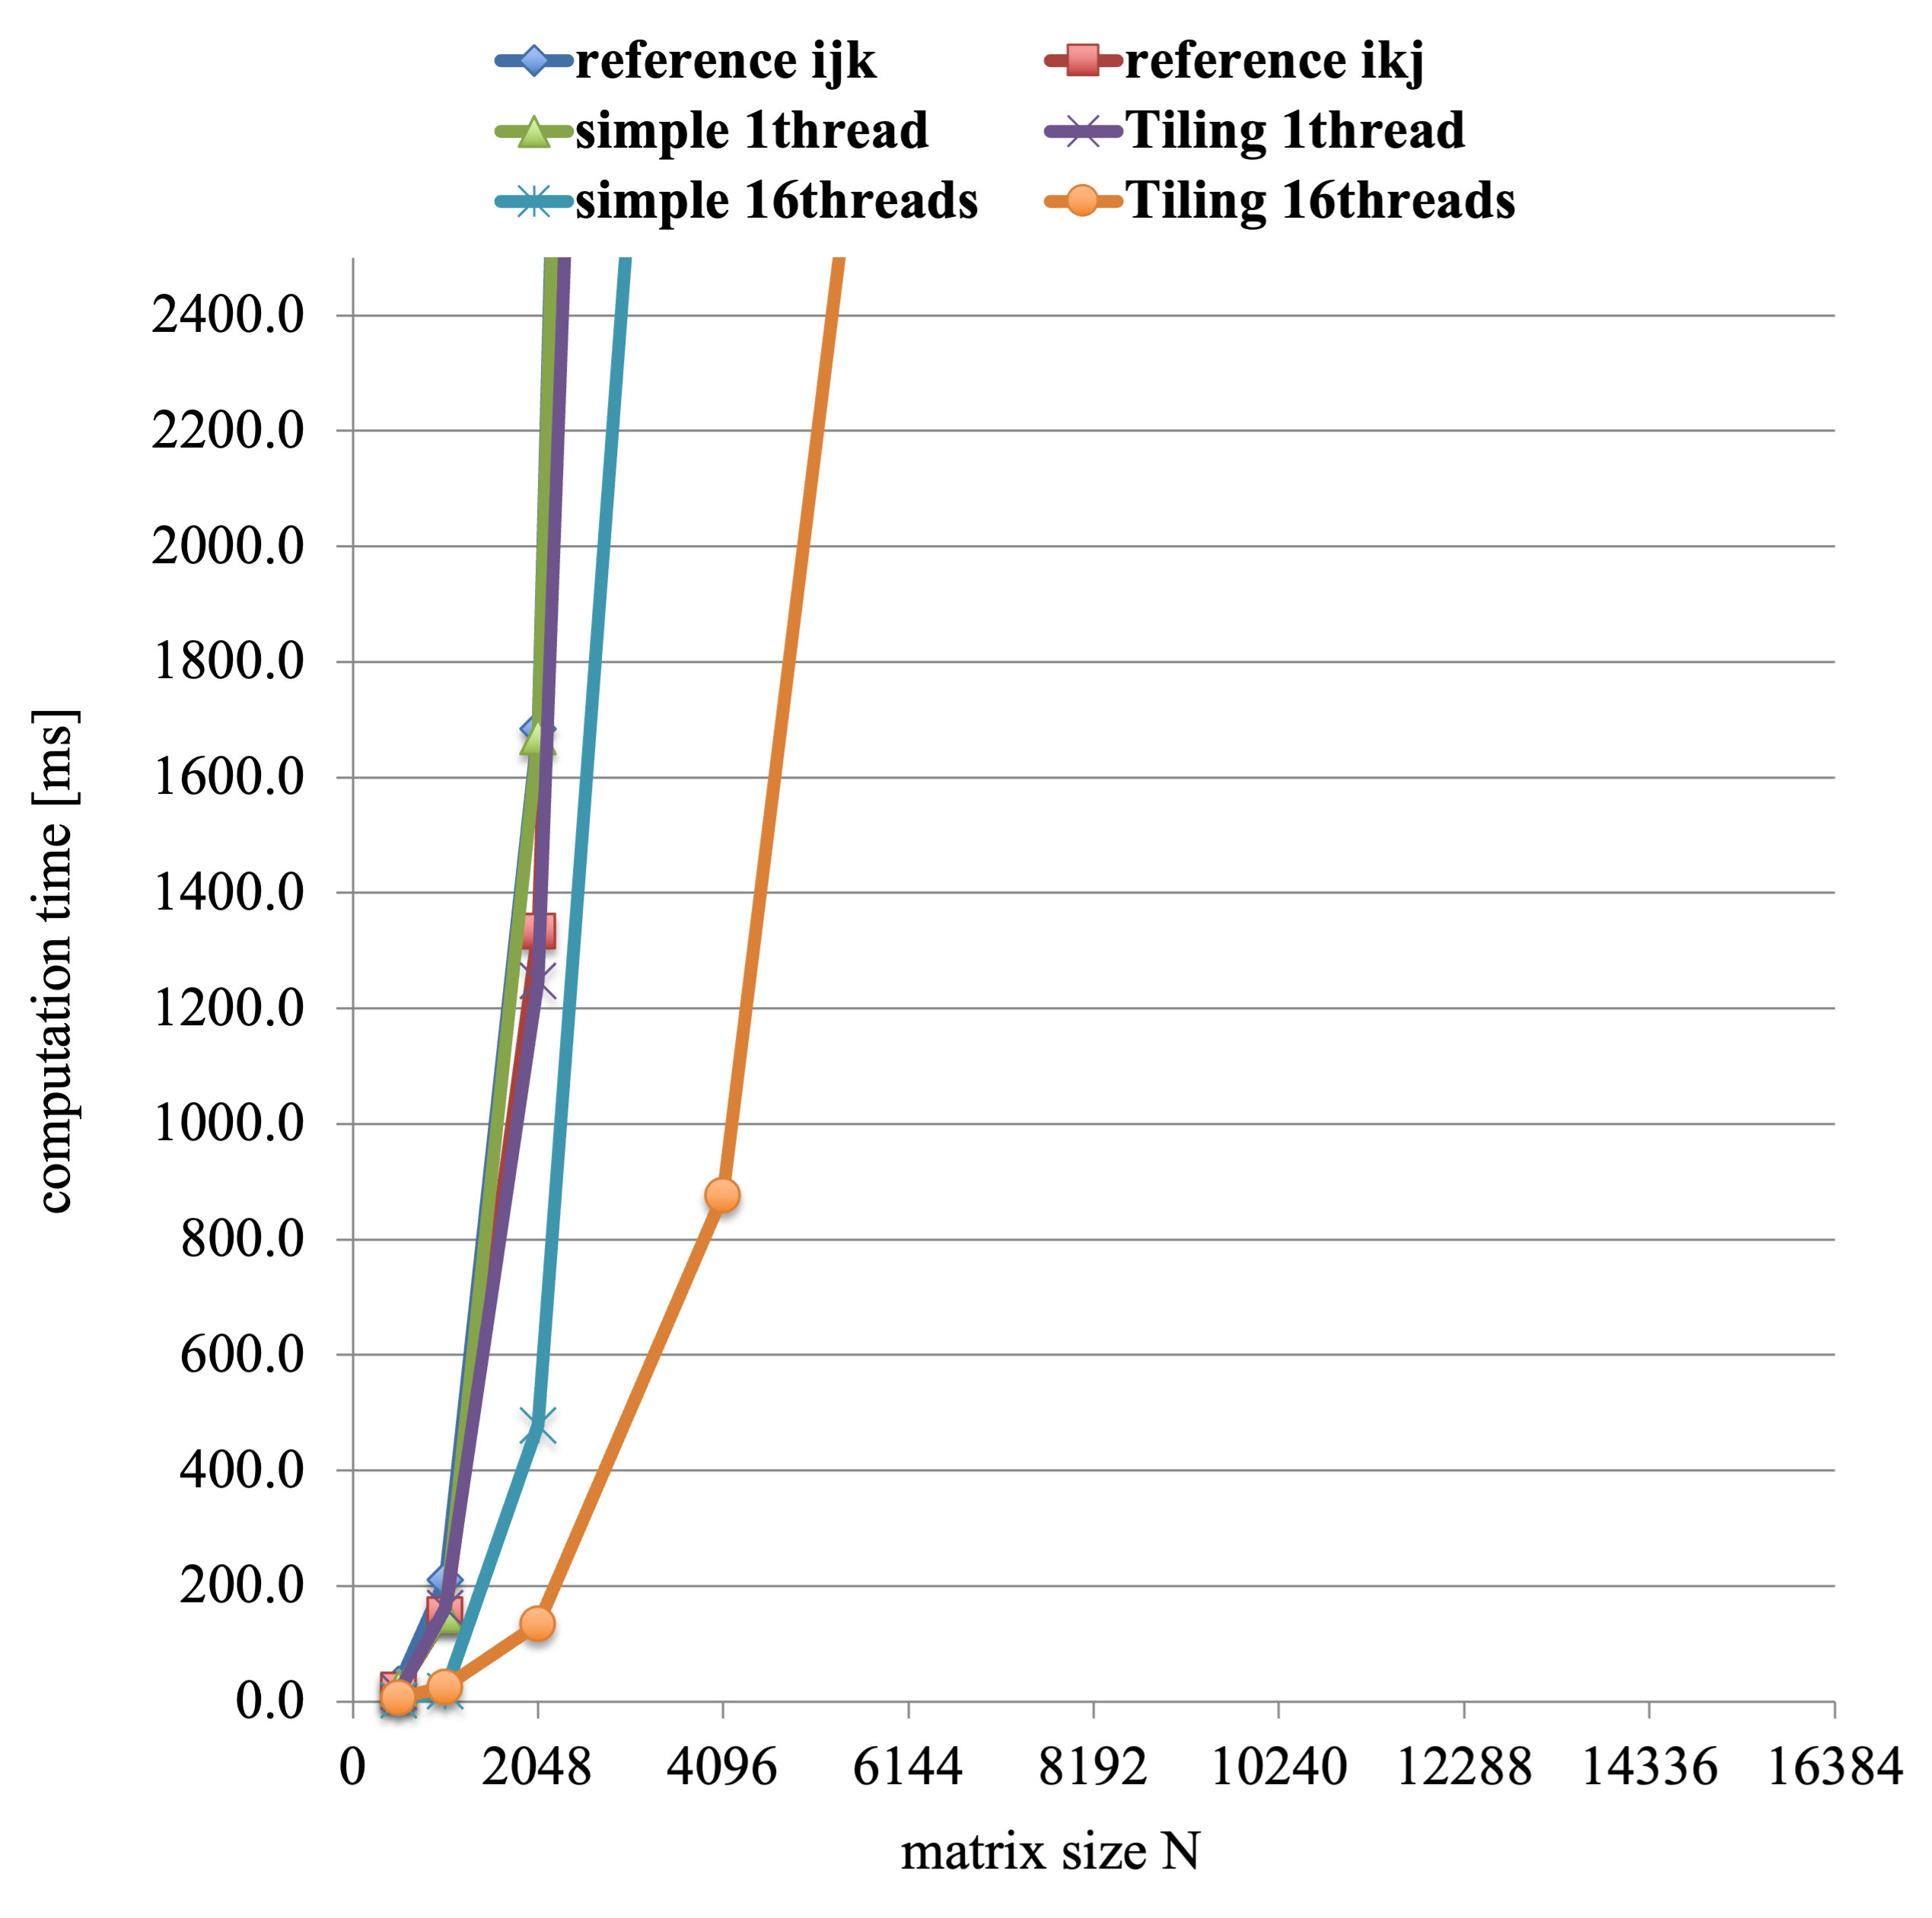 reference ijk
reference ikj
simple 1thread
Tiling 1thread
simple 16threads
Tiling 16threads
2400.0
2200.0
2000.0
1800.0
1600.0
1400.0
1200.0
1000.0
800.0
600.0
400.0
200.0
0.0
computation time [ms]
0 2048 4096 6144 8192 10240 12288 14336 16384
matrix size N